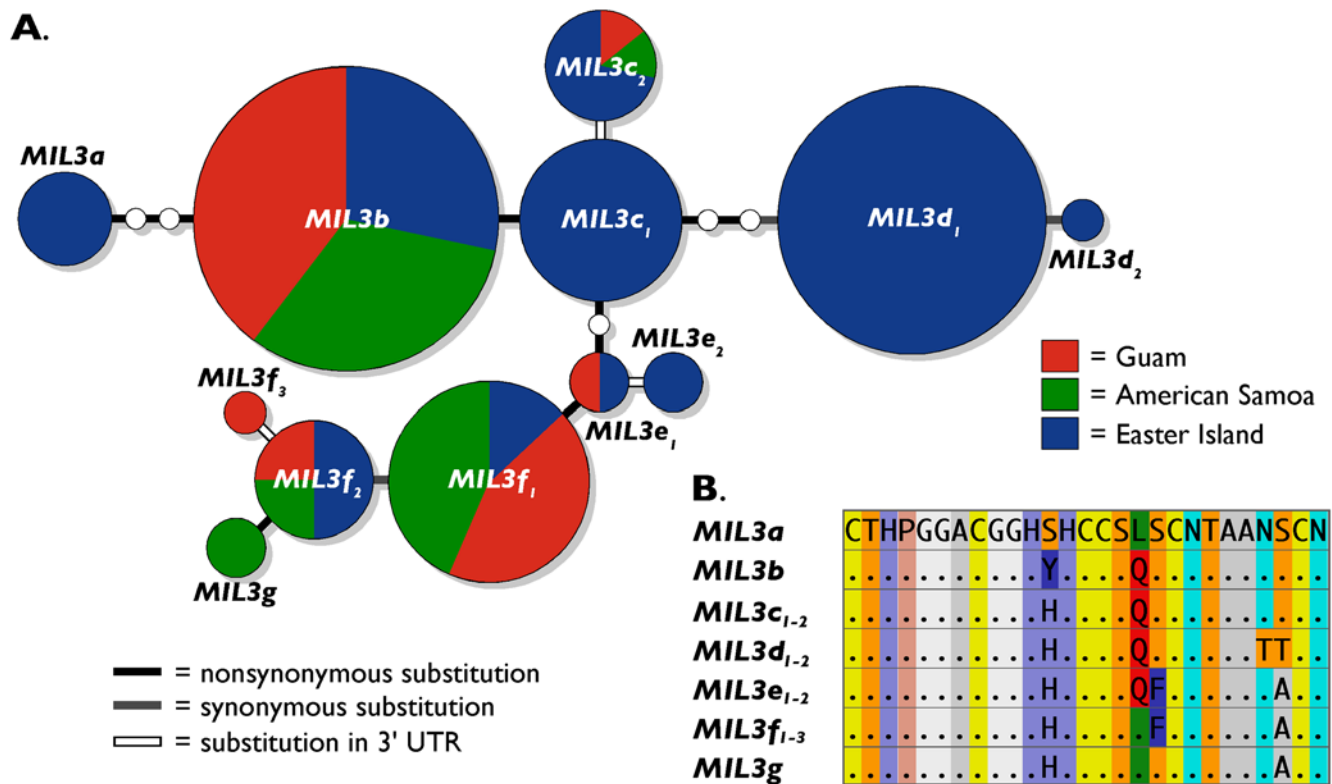 A.
MIL3c₂
MIL3a
MIL3b
MIL3c₁
MIL3d₁
MIL3d₂
MIL3e₂
MIL3f₃
MIL3e₁
MIL3f₂
MIL3f₁
MIL3g
= Guam
= American Samoa
= Easter Island
= nonsynonymous substitution
= synonymous substitution
= substitution in 3' UTR
B.
MIL3a CTHPGGACGGHSHCCSLSCNTAANSCN
MIL3b ...........Y....Q..........
MIL3c₁₋₂ ...........H....Q..........
MIL3d₁₋₂ ...........H....Q......TT..
MIL3e₁₋₂ ...........H....QF......A..
MIL3f₁₋₃ ...........H.....F......A..
MIL3g ...........H............A..